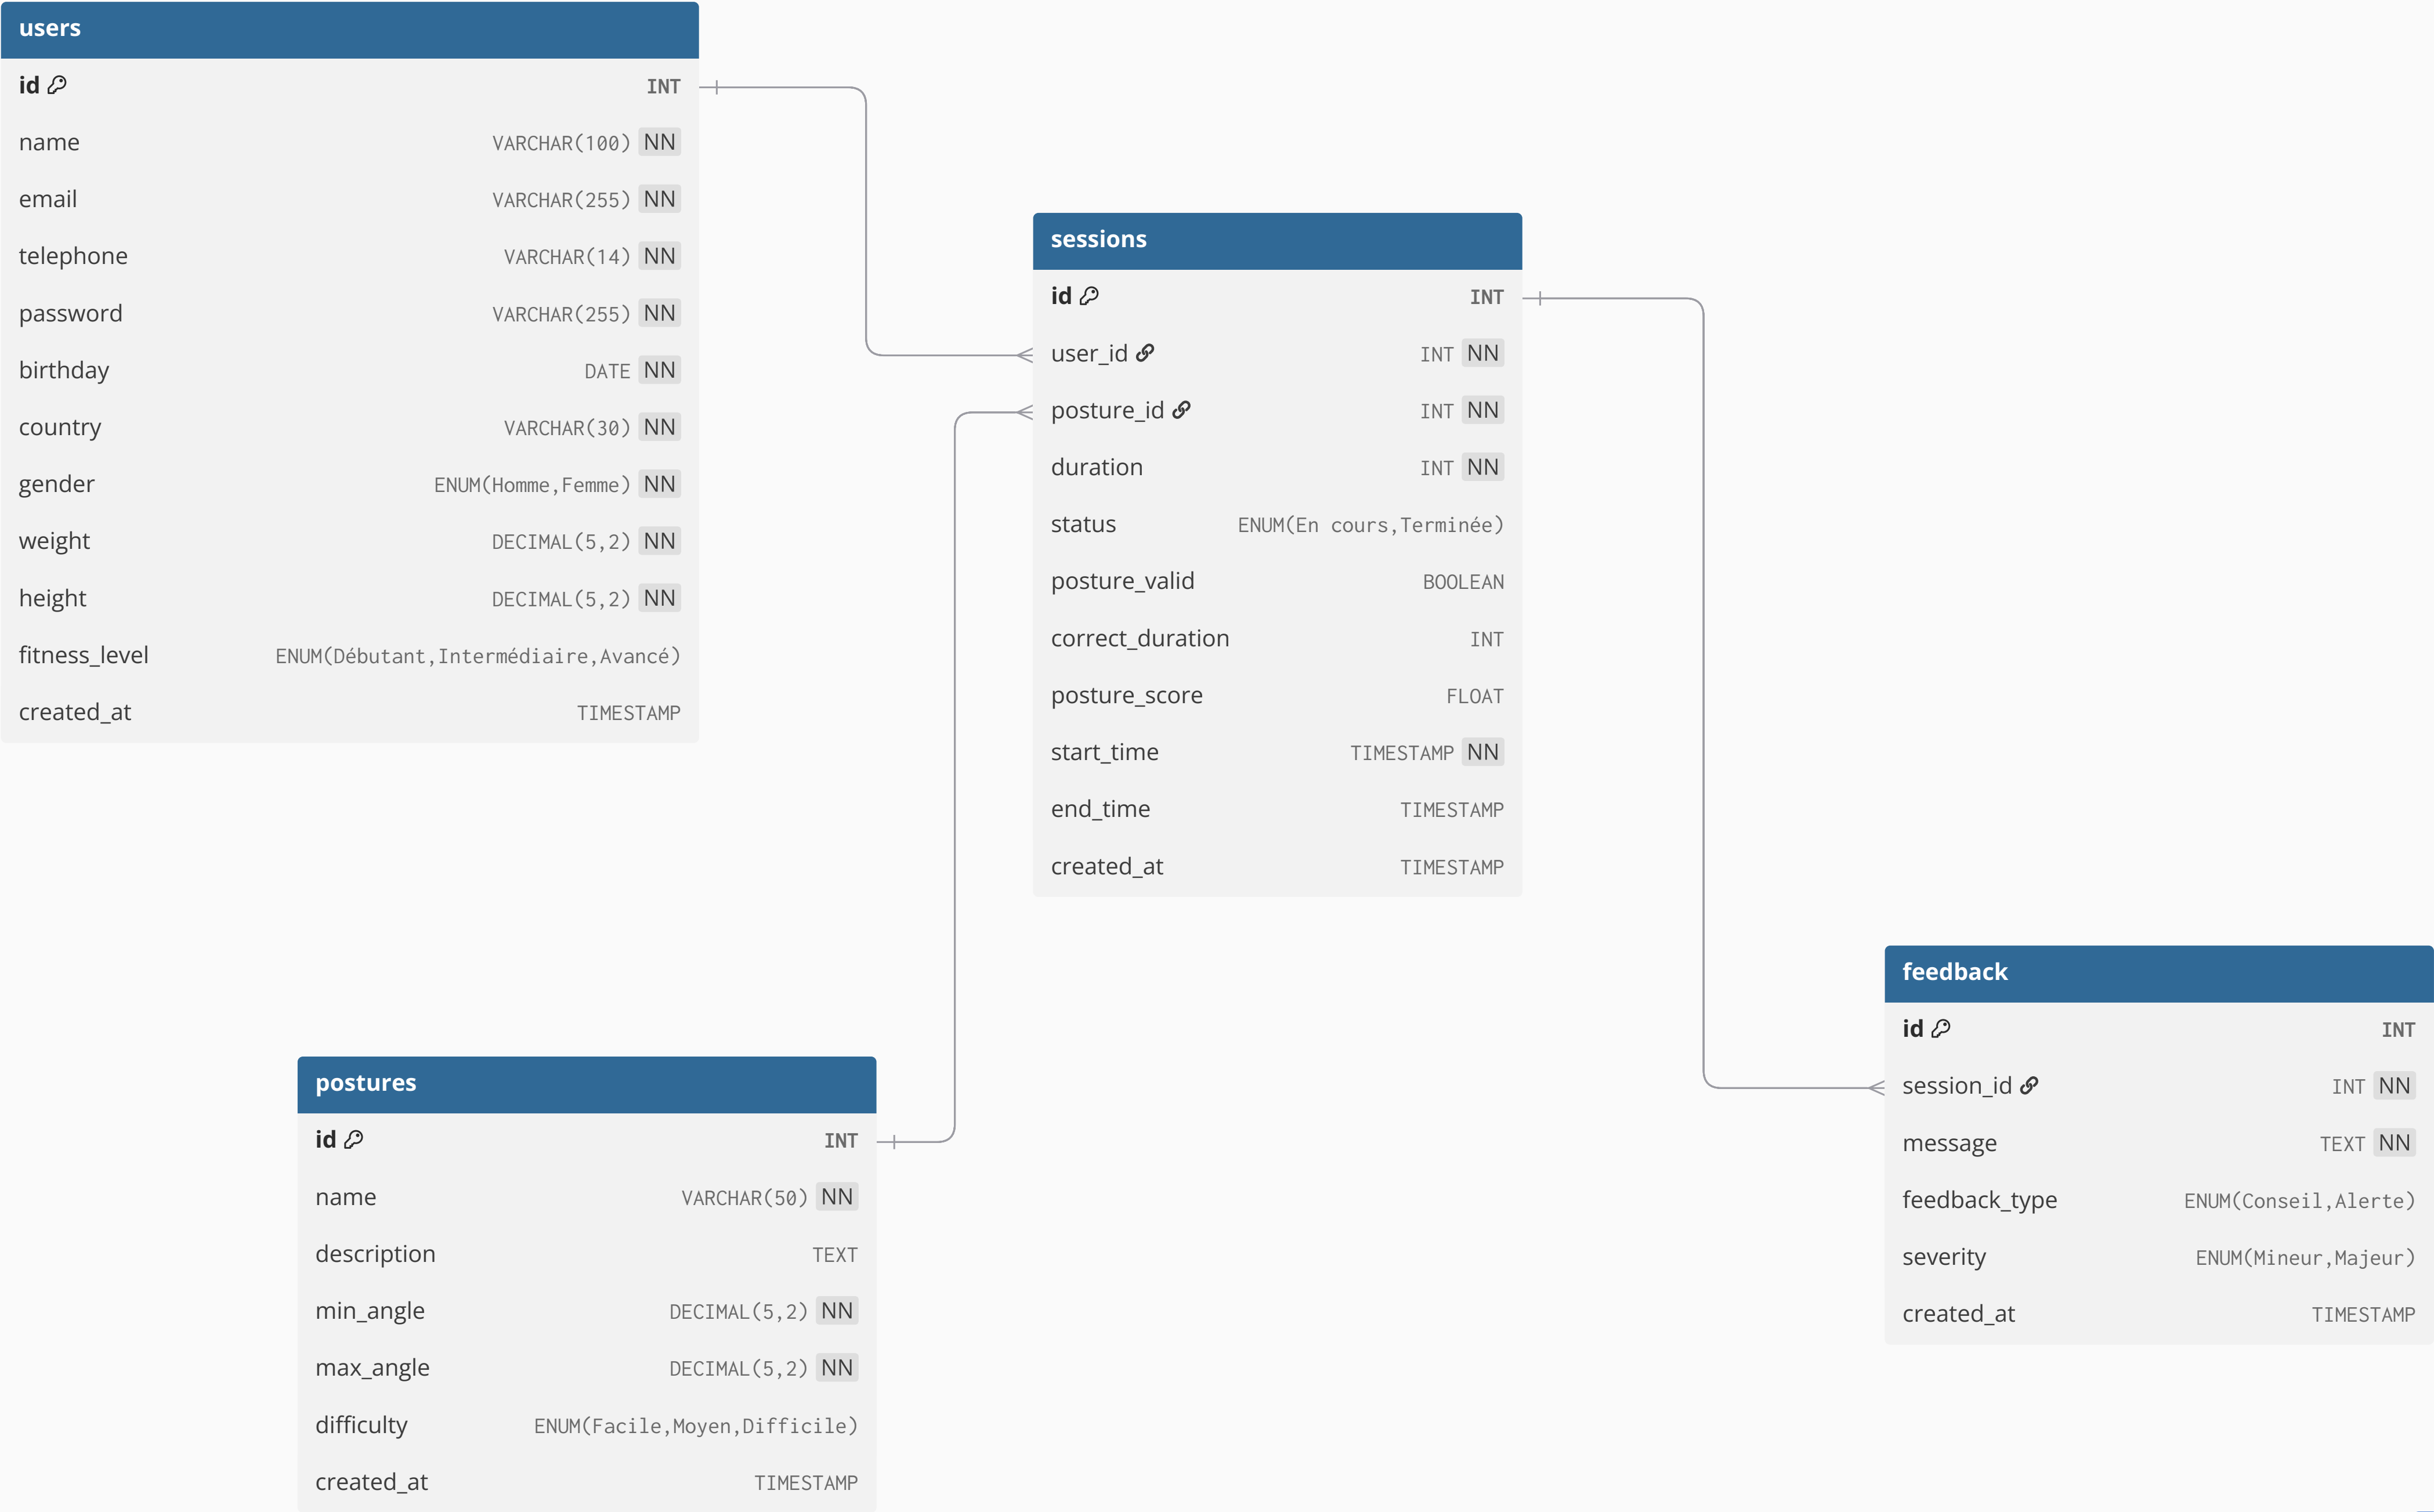 users
id INT
name VARCHAR(100) NN
email VARCHAR(255) NN
telephone VARCHAR(14) NN
password VARCHAR(255) NN
birthday DATE NN
country VARCHAR(30) NN
gender ENUM(Homme,Femme) NN
weight DECIMAL(5,2) NN
height DECIMAL(5,2) NN
fitness_level ENUM(Débutant,Intermédiaire,Avancé)
created_at TIMESTAMP
sessions
id INT
user_id INT NN
posture_id INT NN
duration INT NN
status ENUM(En cours,Terminée)
posture_valid BOOLEAN
correct_duration INT
posture_score FLOAT
start_time TIMESTAMP NN
end_time TIMESTAMP
created_at TIMESTAMP
postures
id INT
name VARCHAR(50) NN
description TEXT
min_angle DECIMAL(5,2) NN
max_angle DECIMAL(5,2) NN
difficulty ENUM(Facile,Moyen,Difficile)
created_at TIMESTAMP
feedback
id INT
session_id INT NN
message TEXT NN
feedback_type ENUM(Conseil,Alerte)
severity ENUM(Mineur,Majeur)
created_at TIMESTAMP